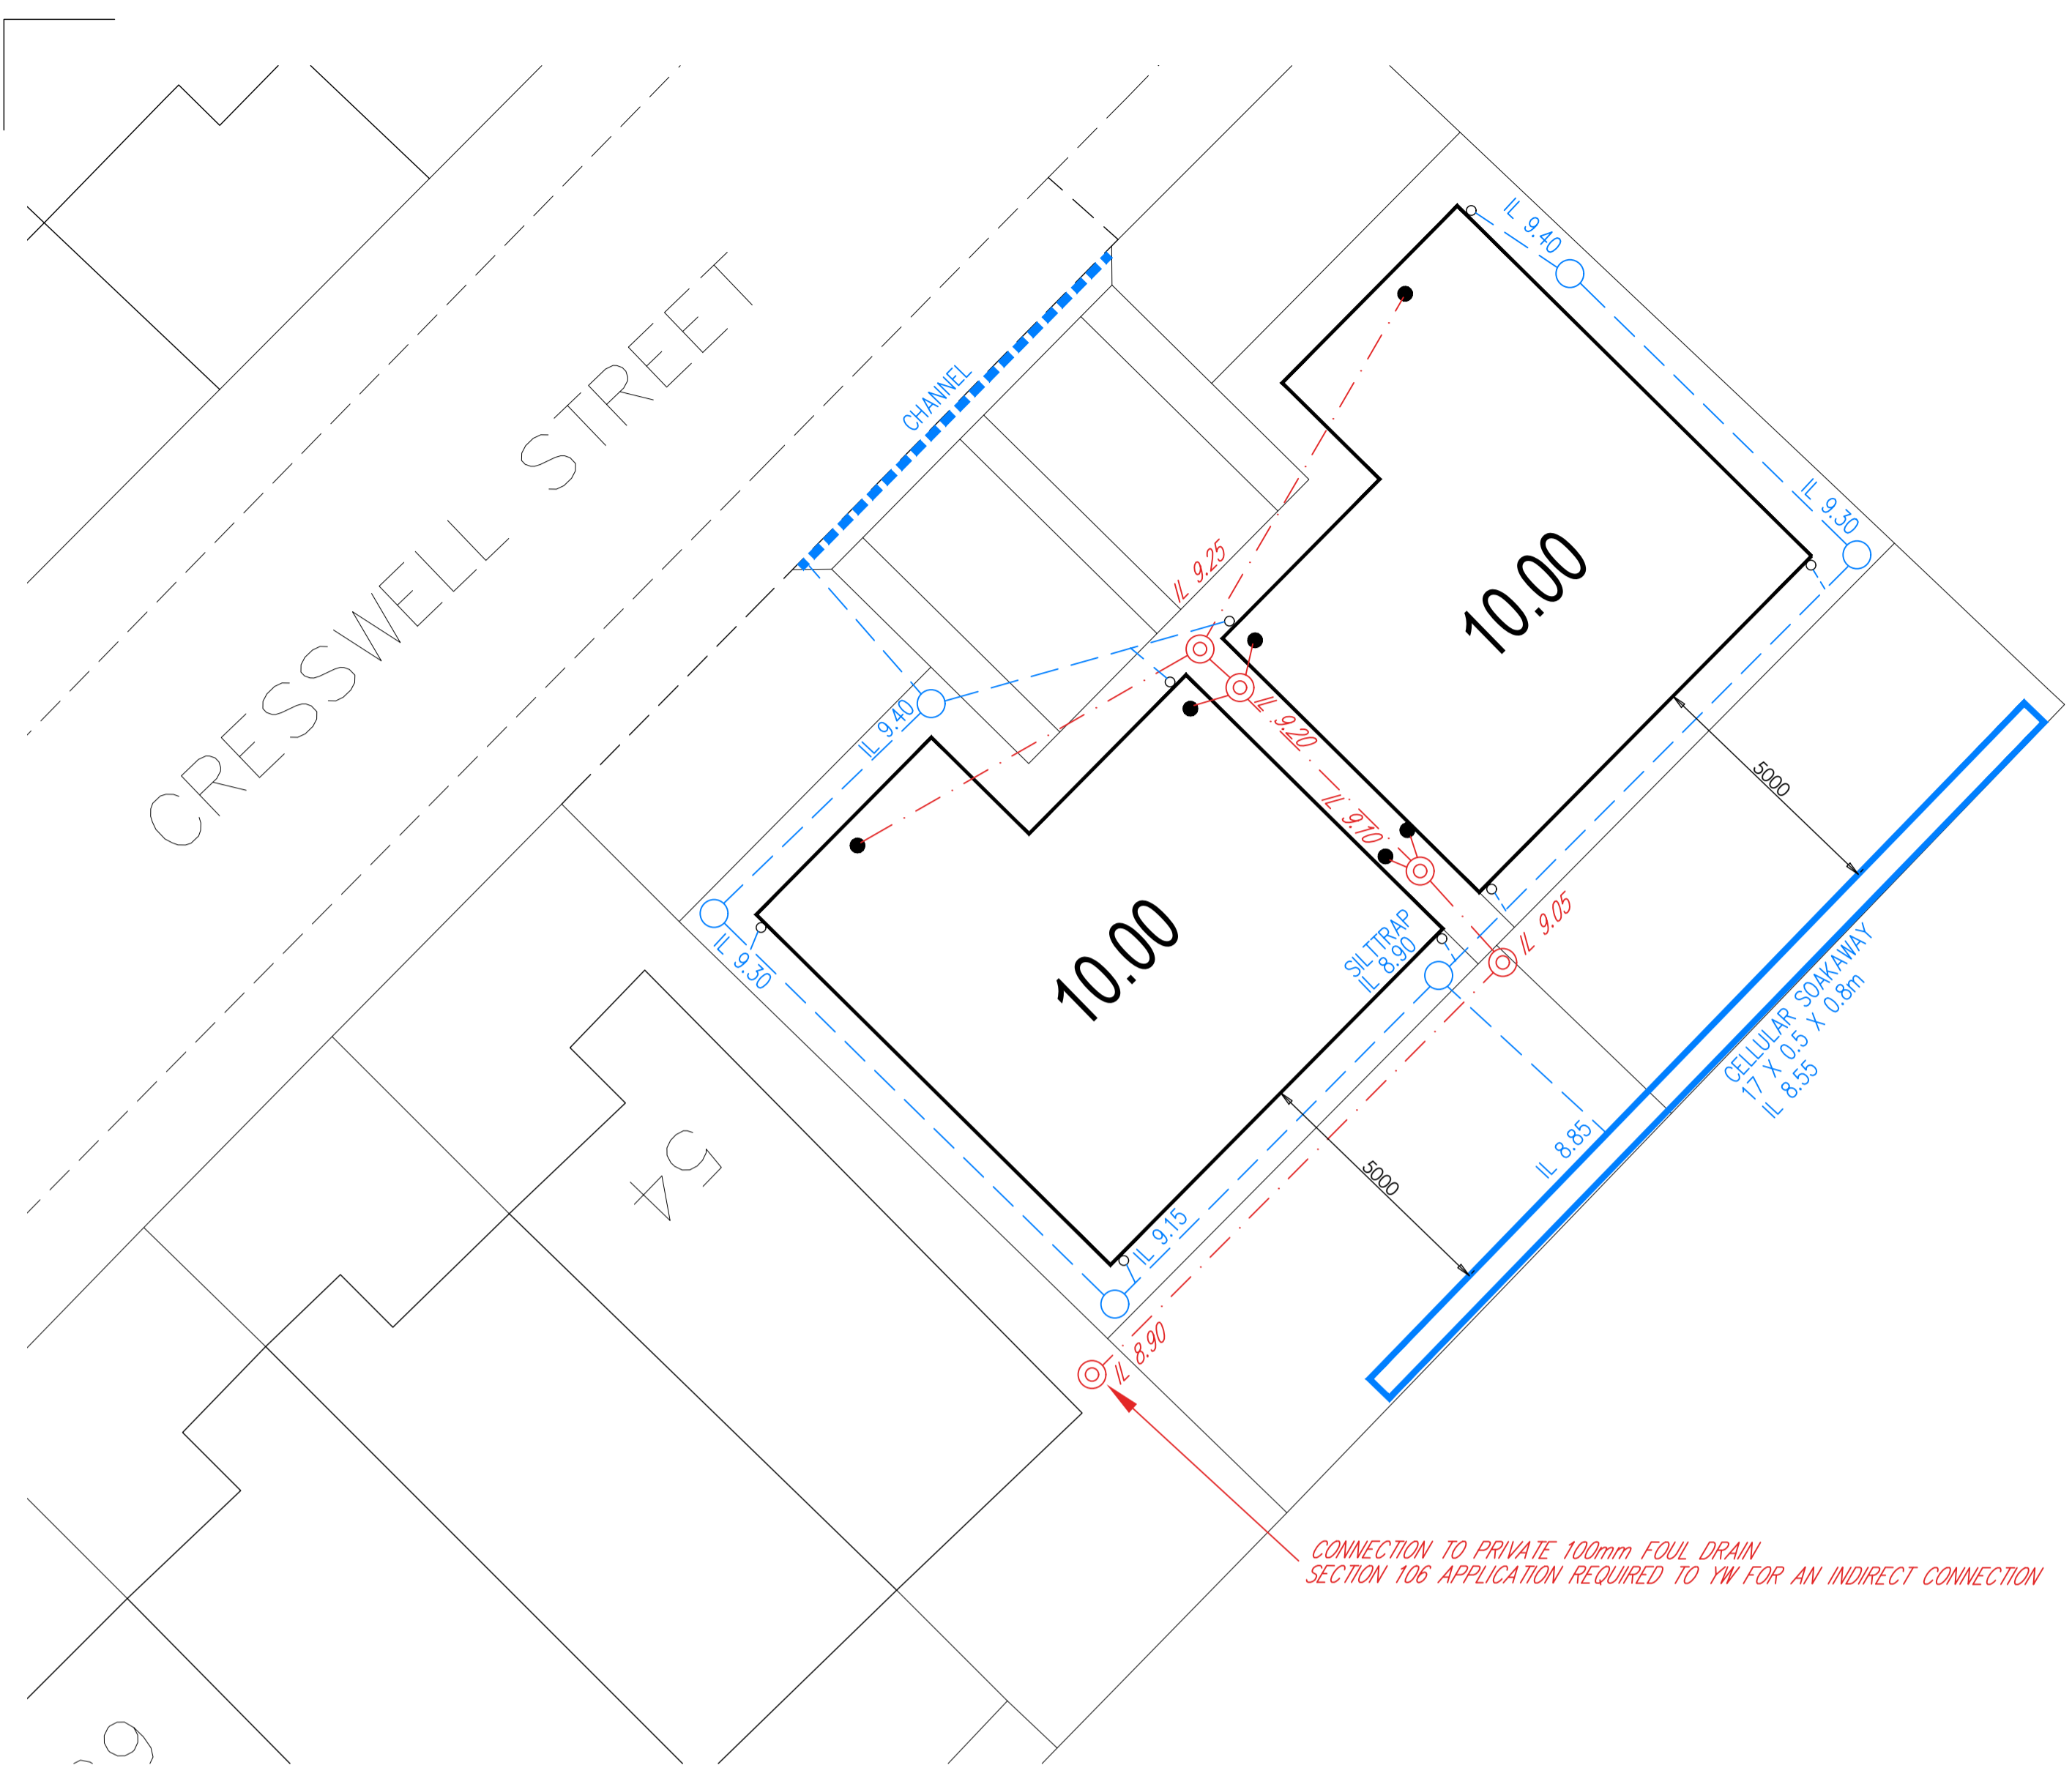 IL 9.40
CRESSWELL STREET
CHANNEL
IL 9.30
IL 9.25
10.00
IL 9.40
IL 9.20
5000
IL 9.10
10.00
IL 9.30
SILTTRAP
IL 8.90
IL 9.05
CELLULAR SOAKAWAY
17 X 0.5 X 0.8m
IL 8.55
54
5000
IL 8.85
IL 9.15
IL 8.90
CONNECTION TO PRIVATE 100mm FOUL DRAIN
SECTION 106 APPLICATION REQUIRED TO YW FOR AN INDIRECT CONNECTION